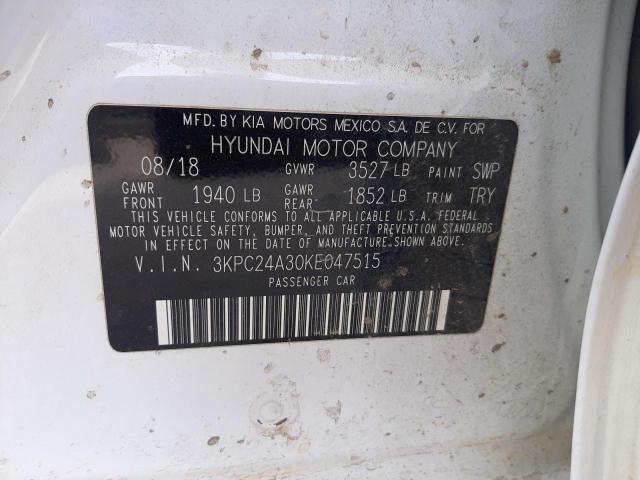 MFD. BY KIA MOTORS MEXICO S.A. DE C.V. FOR
HYUNDAI MOTOR COMPANY
08/18 GVWR 3527 LB PAINT SWP
GAWR FRONT 1940 LB GAWR REAR 1852 LB TRIM TRY
THIS VEHICLE CONFORMS TO ALL APPLICABLE U.S.A. FEDERAL
MOTOR VEHICLE SAFETY, BUMPER, AND THEFT PREVENTION STANDARDS
IN EFFECT ON THE DATE OF MANUFACTURE SHOWN ABOVE.
V.I.N. 3KPC24A30KE047515
PASSENGER CAR